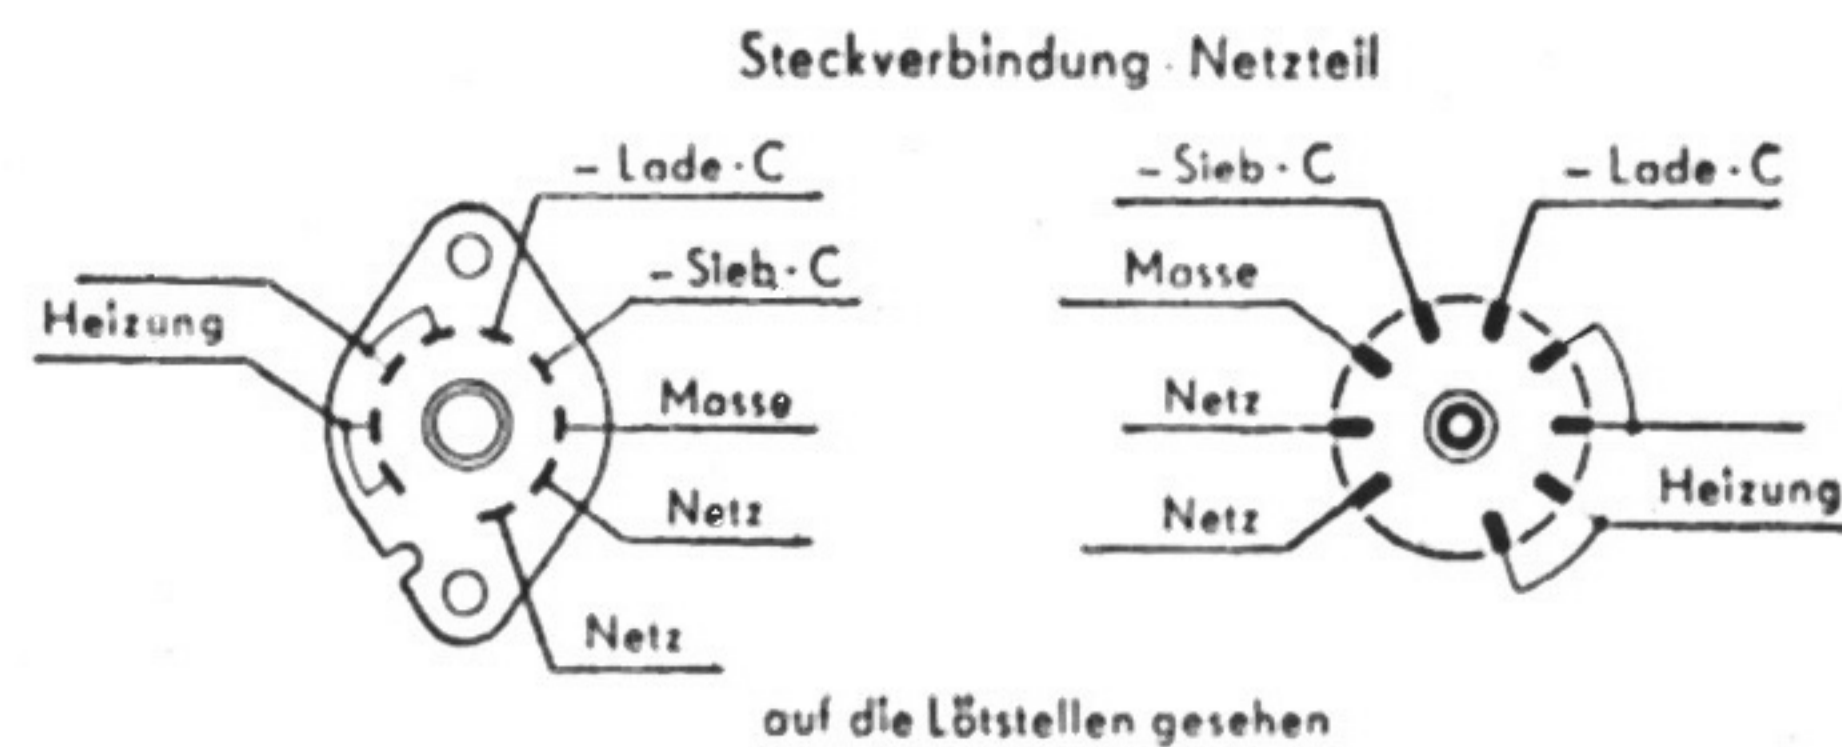 Steckverbindung · Netzteil
– Lade · C
– Sieb · C
Heizung
Masse
Netz
Netz
– Sieb · C
– Lade · C
Masse
Netz
Netz
Heizung
auf die Lötstellen gesehen